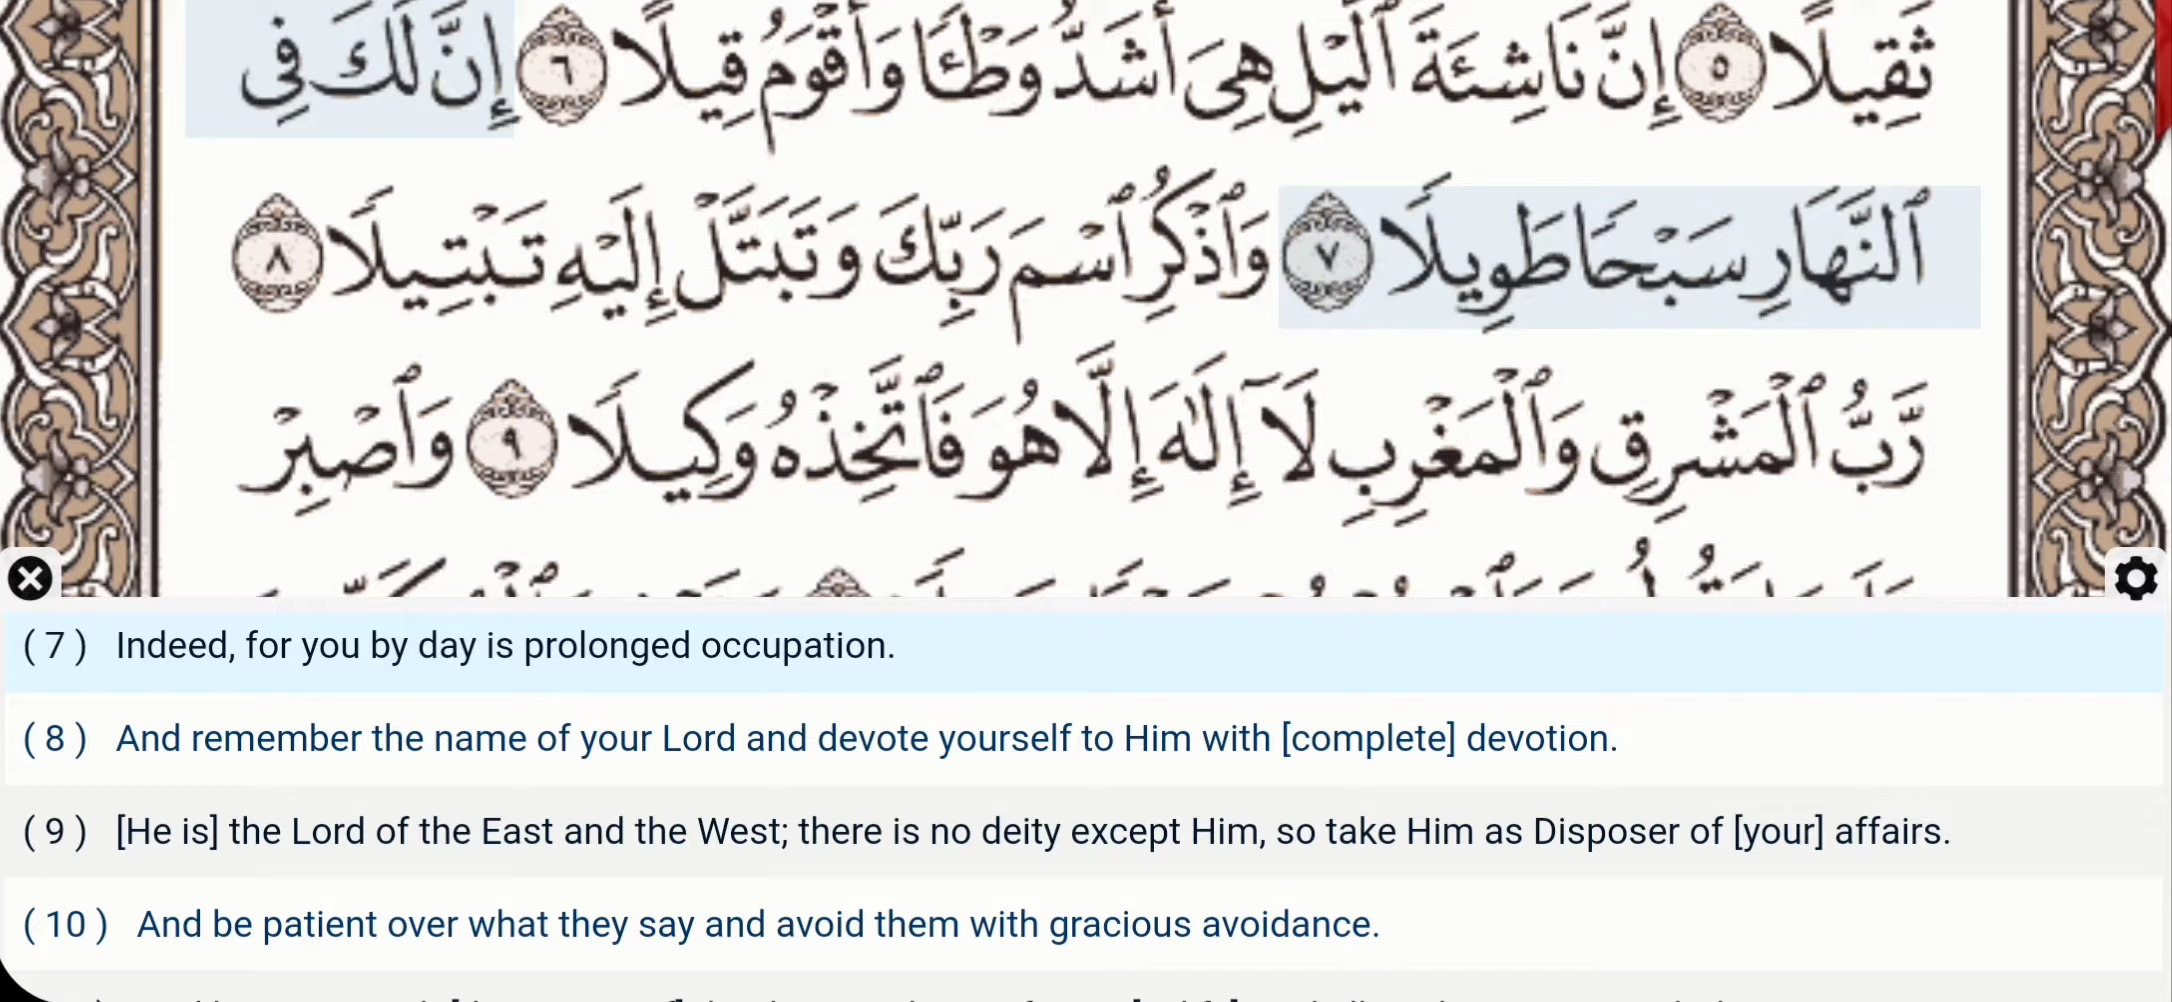 ثَقِيلًا ٥ إِنَّ نَاشِئَةَ ٱلَّيْلِ هِىَ أَشَدُّ وَطْـًٔا وَأَقْوَمُ قِيلًا ٦ إِنَّ لَكَ فِى
ٱلنَّهَارِ سَبْحًا طَوِيلًا ٧ وَٱذْكُرِ ٱسْمَ رَبِّكَ وَتَبَتَّلْ إِلَيْهِ تَبْتِيلًا ٨
رَّبُّ ٱلْمَشْرِقِ وَٱلْمَغْرِبِ لَآ إِلَٰهَ إِلَّا هُوَ فَٱتَّخِذْهُ وَكِيلًا ٩ وَٱصْبِرْ
( 7 ) Indeed, for you by day is prolonged occupation.
( 8 ) And remember the name of your Lord and devote yourself to Him with [complete] devotion.
( 9 ) [He is] the Lord of the East and the West; there is no deity except Him, so take Him as Disposer of [your] affairs.
( 10 ) And be patient over what they say and avoid them with gracious avoidance.